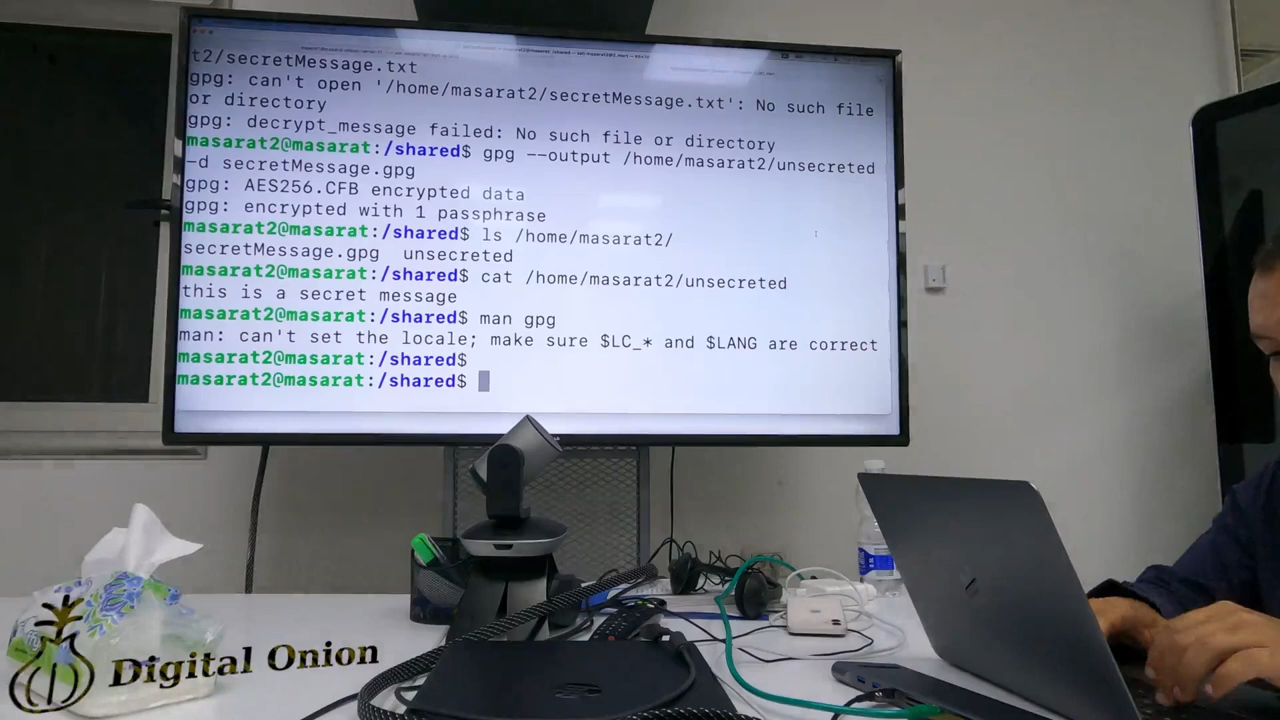 t2/secretMessage.txt
gpg: can't open '/home/masarat2/secretMessage.txt': No such file
or directory
gpg: decrypt_message failed: No such file or directory
masarat2@masarat:/shared$ gpg --output /home/masarat2/unsecreted
-d secretMessage.gpg
gpg: AES256.CFB encrypted data
gpg: encrypted with 1 passphrase
masarat2@masarat:/shared$ ls /home/masarat2/
secretMessage.gpg unsecreted
masarat2@masarat:/shared$ cat /home/masarat2/unsecreted
this is a secret message
masarat2@masarat:/shared$ man gpg
man: can't set the locale; make sure $LC_* and $LANG are correct
masarat2@masarat:/shared$
masarat2@masarat:/shared$
Digital Onion